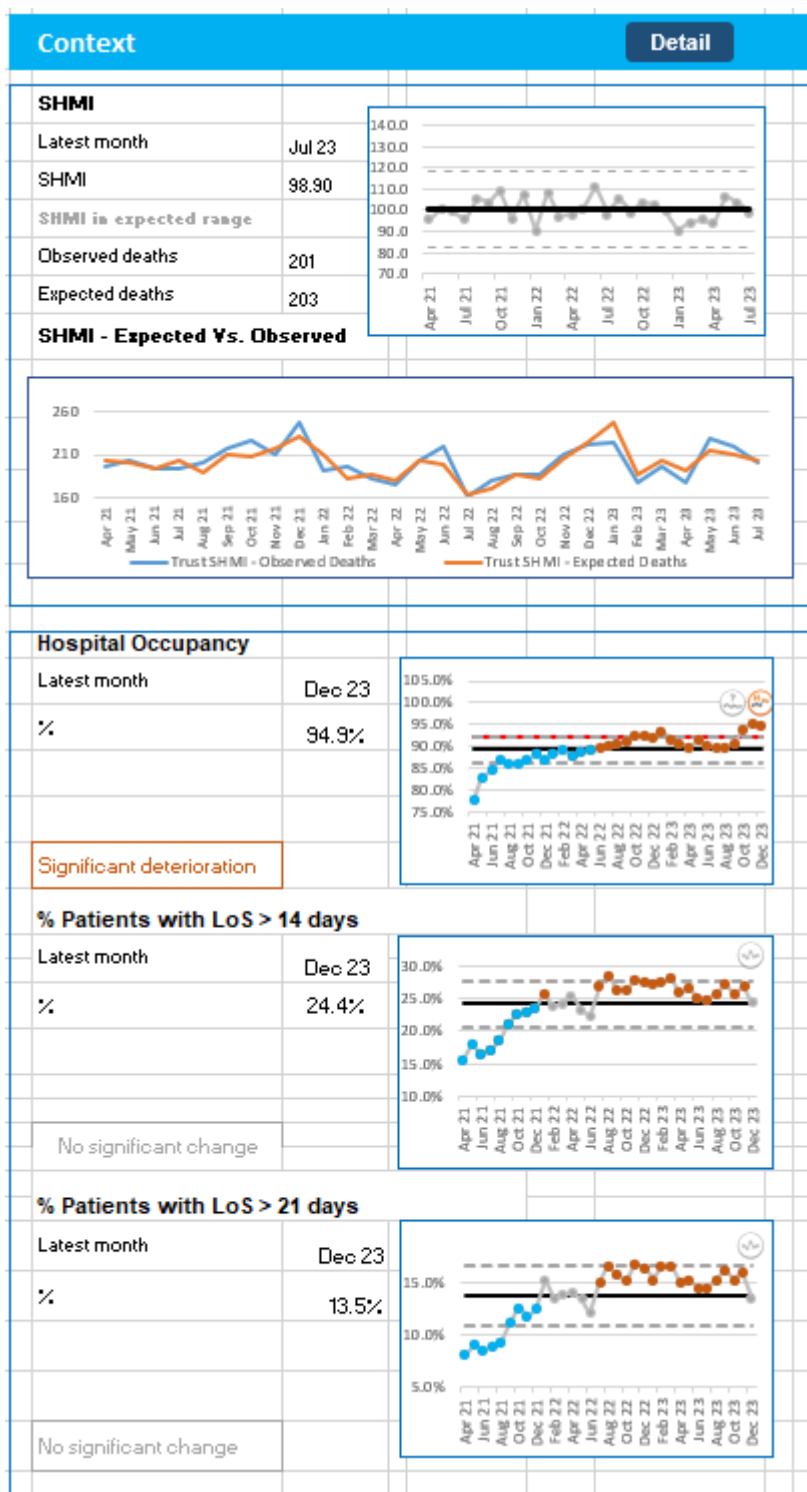 Context
Detail
SHMI
Latest month
Jul 23
SHMI
98.90
SHMI in expected range
Observed deaths
201
Expected deaths
203
140.0
130.0
120.0
110.0
100.0
90.0
80.0
70.0
Apr 21
Jul 21
Oct 21
Jan 22
Apr 22
Jul 22
Oct 22
Jan 23
Apr 23
Jul 23
SHMI - Expected Vs. Observed
260
210
160
Apr 21
May 21
Jun 21
Jul 21
Aug 21
Sep 21
Oct 21
Nov 21
Dec 21
Jan 22
Feb 22
Mar 22
Apr 22
May 22
Jun 22
Jul 22
Aug 22
Sep 22
Oct 22
Nov 22
Dec 22
Jan 23
Feb 23
Mar 23
Apr 23
May 23
Jun 23
Jul 23
Trust SHMI - Observed Deaths
Trust SHMI - Expected Deaths
Hospital Occupancy
Latest month
Dec 23
%
94.9%
Significant deterioration
105.0%
100.0%
95.0%
90.0%
85.0%
80.0%
75.0%
?
H
Apr 21
Jun 21
Aug 21
Oct 21
Dec 21
Feb 22
Apr 22
Jun 22
Aug 22
Oct 22
Dec 22
Feb 23
Apr 23
Jun 23
Aug 23
Oct 23
Dec 23
% Patients with LoS > 14 days
Latest month
Dec 23
%
24.4%
No significant change
30.0%
25.0%
20.0%
15.0%
10.0%
Apr 21
Jun 21
Aug 21
Oct 21
Dec 21
Feb 22
Apr 22
Jun 22
Aug 22
Oct 22
Dec 22
Feb 23
Apr 23
Jun 23
Aug 23
Oct 23
Dec 23
% Patients with LoS > 21 days
Latest month
Dec 23
%
13.5%
No significant change
15.0%
10.0%
5.0%
Apr 21
Jun 21
Aug 21
Oct 21
Dec 21
Feb 22
Apr 22
Jun 22
Aug 22
Oct 22
Dec 22
Feb 23
Apr 23
Jun 23
Aug 23
Oct 23
Dec 23